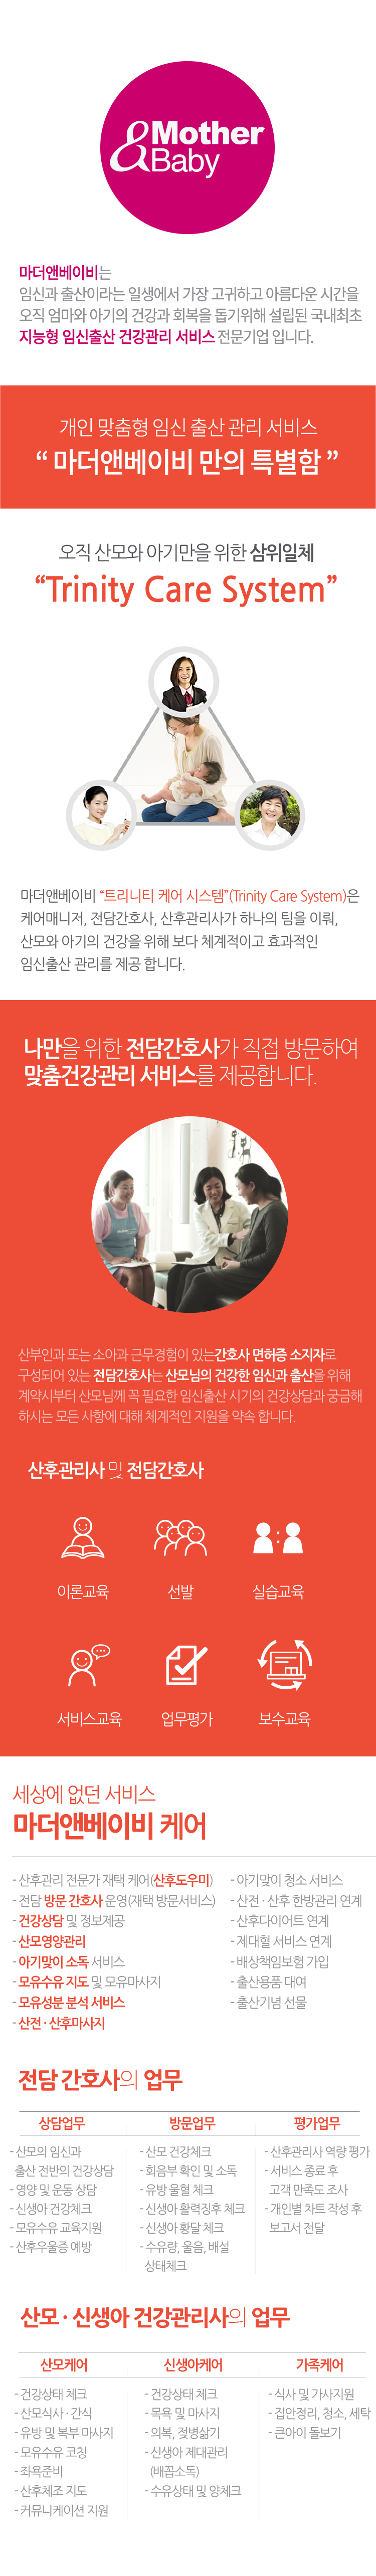 Mother
&Baby
마더앤베이비는
임신과 출산이라는 일생에서 가장 고귀하고 아름다운 시간을
오직 엄마와 아기의 건강과 회복을 돕기위해 설립된 국내최초
지능형 임신출산 건강관리 서비스 전문기업 입니다.
개인 맞춤형 임신 출산 관리 서비스
“ 마더앤베이비 만의 특별함 ”
오직 산모와 아기만을 위한 삼위일체
“Trinity Care System”
마더앤베이비 “트리니티 케어 시스템”(Trinity Care System)은
케어매니저, 전담간호사, 산후관리사가 하나의 팀을 이뤄,
산모와 아기의 건강을 위해 보다 체계적이고 효과적인
임신출산 관리를 제공 합니다.
나만을 위한 전담간호사가 직접 방문하여
맞춤건강관리 서비스를 제공합니다.
산부인과 또는 소아과 근무경험이 있는간호사 면허증 소지자로
구성되어 있는 전담간호사는 산모님의 건강한 임신과 출산을 위해
계약시부터 산모님께 꼭 필요한 임신출산 시기의 건강상담과 궁금해
하시는 모든 사항에 대해 체계적인 지원을 약속 합니다.
산후관리사 및 전담간호사
이론교육 선발 실습교육
서비스교육 업무평가 보수교육
세상에 없던 서비스
마더앤베이비 케어
- 산후관리 전문가 재택 케어(산후도우미)
- 전담 방문 간호사 운영(재택 방문서비스)
- 건강상담 및 정보제공
- 산모영양관리
- 아기맞이 소독 서비스
- 모유수유 지도 및 모유마사지
- 모유성분 분석 서비스
- 산전 · 산후마사지
- 아기맞이 청소 서비스
- 산전 · 산후 한방관리 연계
- 산후다이어트 연계
- 제대혈 서비스 연계
- 배상책임보험 가입
- 출산용품 대여
- 출산기념 선물
전담 간호사의 업무
상담업무
- 산모의 임신과
출산 전반의 건강상담
- 영양 및 운동 상담
- 신생아 건강체크
- 모유수유 교육지원
- 산후우울증 예방
방문업무
- 산모 건강체크
- 회음부 확인 및 소독
- 유방 울혈 체크
- 신생아 활력징후 체크
- 신생아 황달 체크
- 수유량, 울음, 배설
상태체크
평가업무
- 산후관리사 역량 평가
- 서비스 종료 후
고객 만족도 조사
- 개인별 차트 작성 후
보고서 전달
산모 · 신생아 건강관리사의 업무
산모케어
- 건강상태 체크
- 산모식사 · 간식
- 유방 및 복부 마사지
- 모유수유 코칭
- 좌욕준비
- 산후체조 지도
- 커뮤니케이션 지원
신생아케어
- 건강상태 체크
- 목욕 및 마사지
- 의복, 젖병삶기
- 신생아 제대관리
(배꼽소독)
- 수유상태 및 양체크
가족케어
- 식사 및 가사지원
- 집안정리, 청소, 세탁
- 큰아이 돌보기